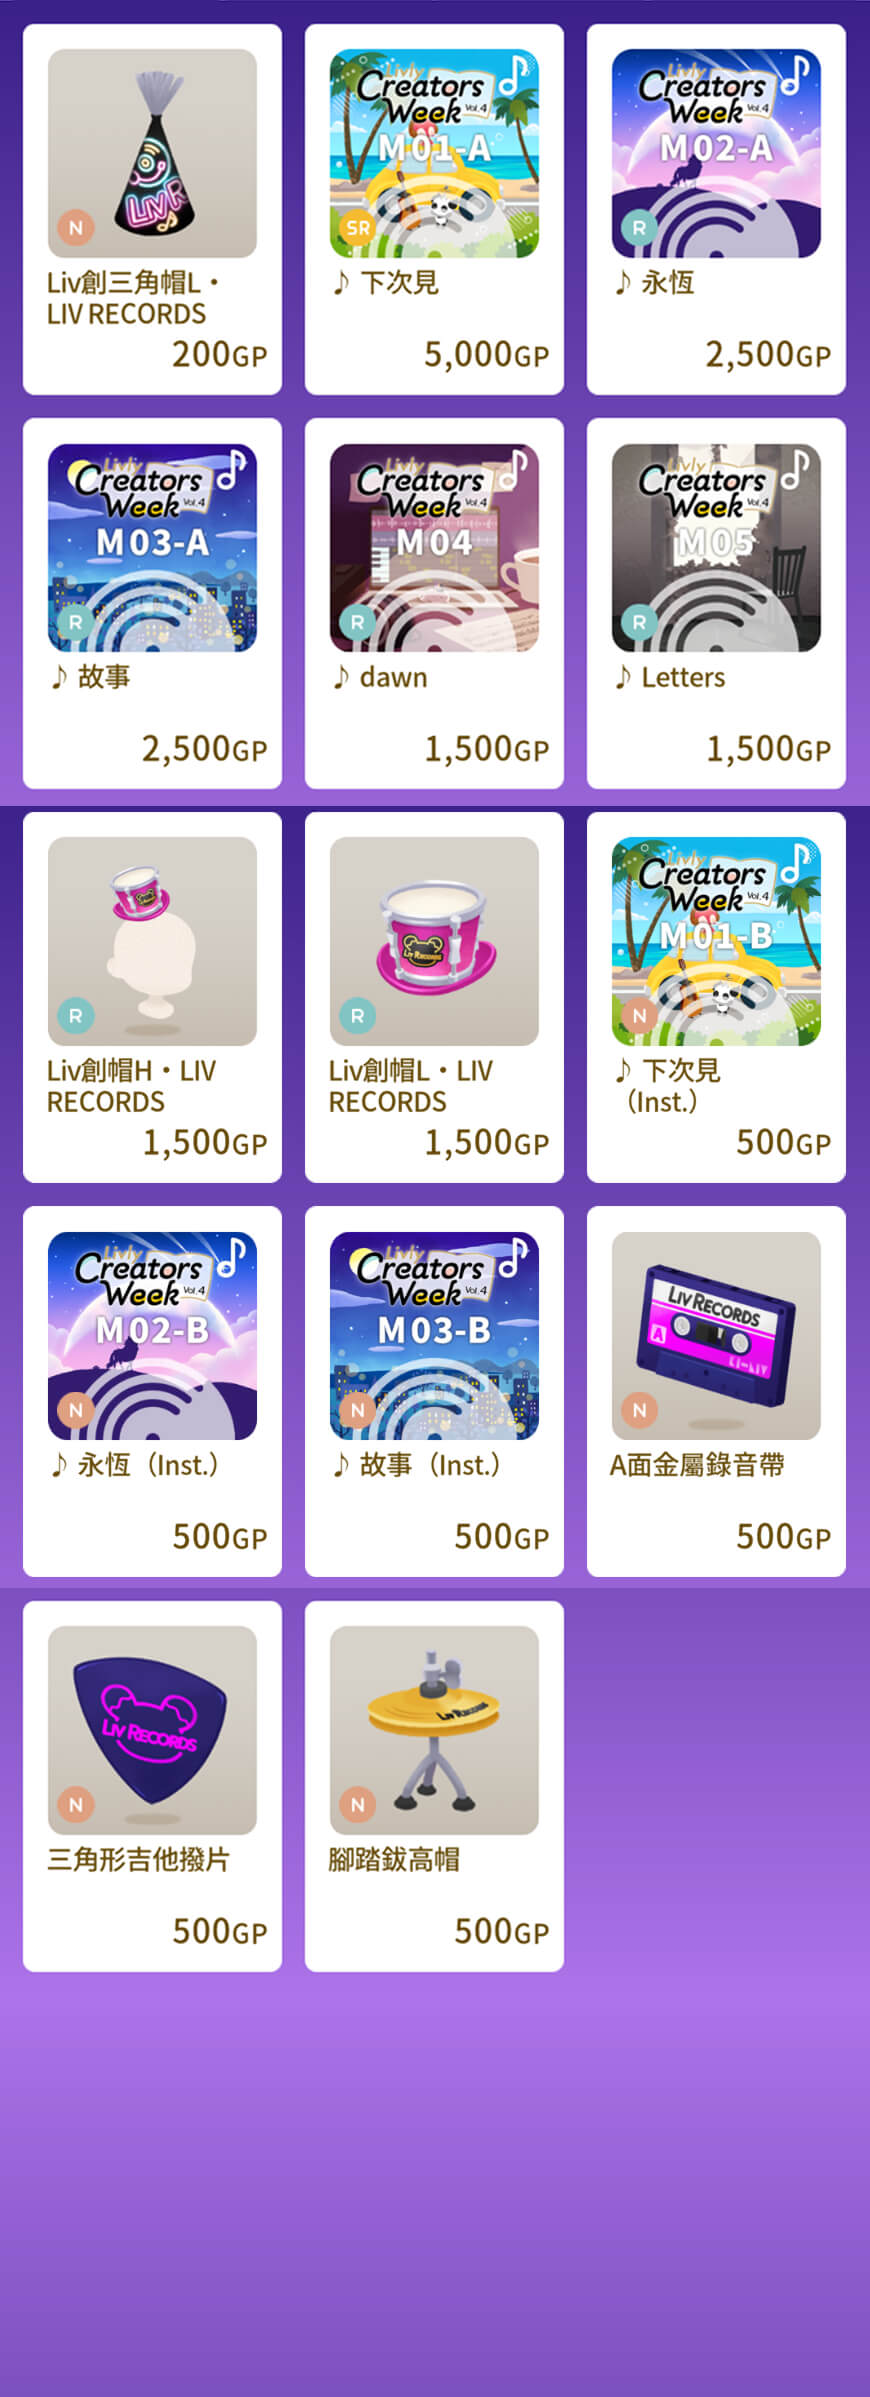 LIV R
N
Liv創三角帽L・
LIV RECORDS
200GP
Livly
Creators
Week Vol.4
M01-A
SR
♪ 下次見
5,000GP
Livly
Creators
Week Vol.4
M02-A
R
♪ 永恆
2,500GP
Livly
Creators
Week Vol.4
M03-A
R
♪ 故事
2,500GP
Livly
Creators
Week Vol.4
M04
R
♪ dawn
1,500GP
Livly
Creators
Week Vol.4
M05
R
♪ Letters
1,500GP
R
Liv創帽H・LIV
RECORDS
1,500GP
LIV RECORDS
R
Liv創帽L・LIV
RECORDS
1,500GP
Livly
Creators
Week Vol.4
M01-B
N
♪ 下次見
（Inst.）
500GP
Livly
Creators
Week Vol.4
M02-B
N
♪ 永恆（Inst.）
500GP
Livly
Creators
Week Vol.4
M03-B
N
♪ 故事（Inst.）
500GP
LIV RECORDS
A
N
A面金屬錄音帶
500GP
LIV RECORDS
N
三角形吉他撥片
500GP
LIV RECORDS
N
腳踏鈸高帽
500GP